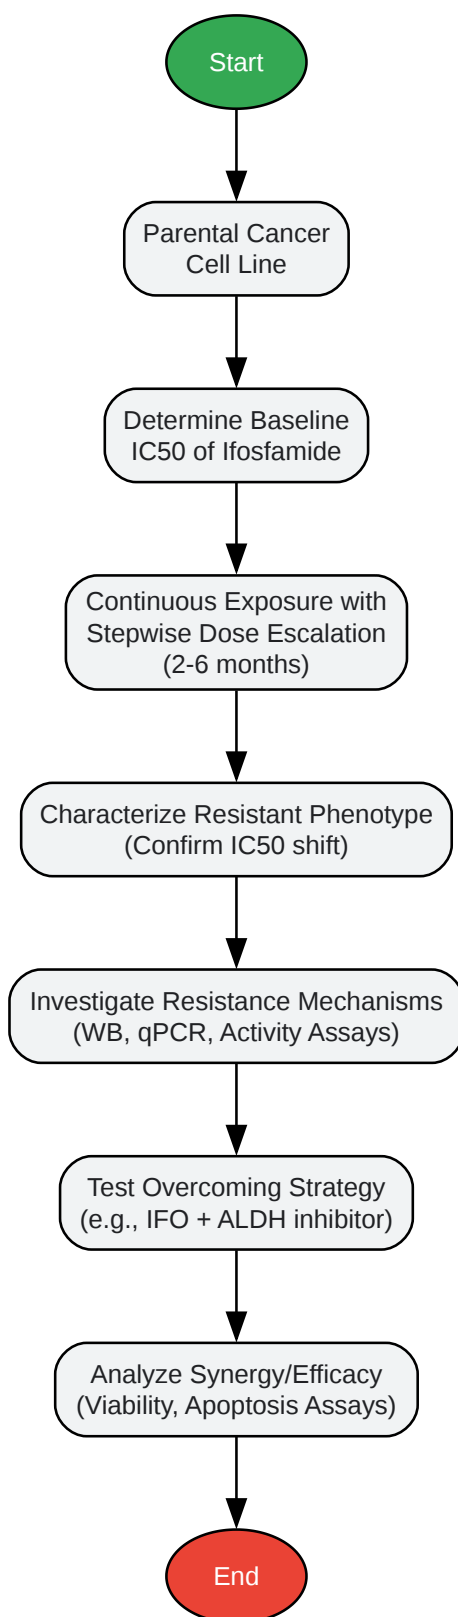 Start
Parental Cancer
Cell Line
Determine Baseline
IC50 of Ifosfamide
Continuous Exposure with
Stepwise Dose Escalation
(2-6 months)
Characterize Resistant Phenotype
(Confirm IC50 shift)
Investigate Resistance Mechanisms
(WB, qPCR, Activity Assays)
Test Overcoming Strategy
(e.g., IFO + ALDH inhibitor)
Analyze Synergy/Efficacy
(Viability, Apoptosis Assays)
End